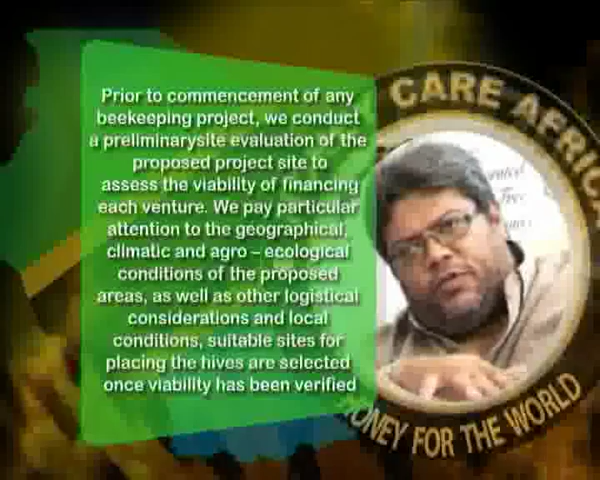 Prior to commencement of any
beekeeping project, we conduct
a preliminarysite evaluation of the
proposed project site to
assess the viability of financing
each venture. We pay particular
attention to the geographical,
climatic and agro – ecological
conditions of the proposed
areas, as well as other logistical
considerations and local
conditions, suitable sites for
placing the hives are selected
once viability has been verified
CARE AFRICA
FOR THE WORLD